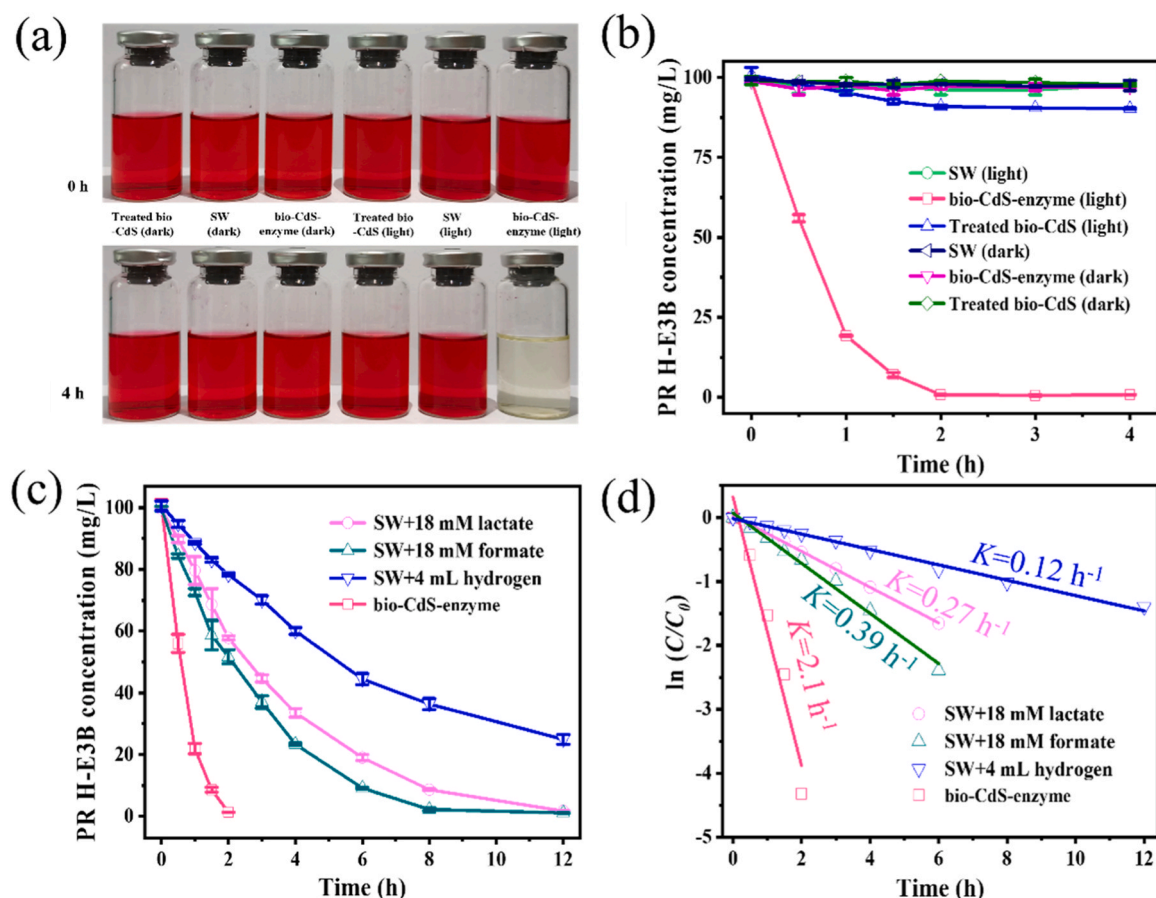 (a)
0 h
Treated bio
-CdS (dark)
SW
(dark)
bio-CdS-
enzyme (dark)
Treated bio
-CdS (light)
SW
(light)
bio-CdS-
enzyme (light)
4 h
(b)
PR H-E3B concentration (mg/L)
100
75
50
25
0
SW (light)
bio-CdS-enzyme (light)
Treated bio-CdS (light)
SW (dark)
bio-CdS-enzyme (dark)
Treated bio-CdS (dark)
0 1 2 3 4
Time (h)
(c)
PR H-E3B concentration (mg/L)
100
80
60
40
20
0
SW+18 mM lactate
SW+18 mM formate
SW+4 mL hydrogen
bio-CdS-enzyme
0 2 4 6 8 10 12
Time (h)
(d)
ln (C/C₀)
0
-1
-2
-3
-4
-5
K=0.12 h⁻¹
K=0.27 h⁻¹
K=0.39 h⁻¹
K=2.1 h⁻¹
SW+18 mM lactate
SW+18 mM formate
SW+4 mL hydrogen
bio-CdS-enzyme
0 2 4 6 8 10 12
Time (h)